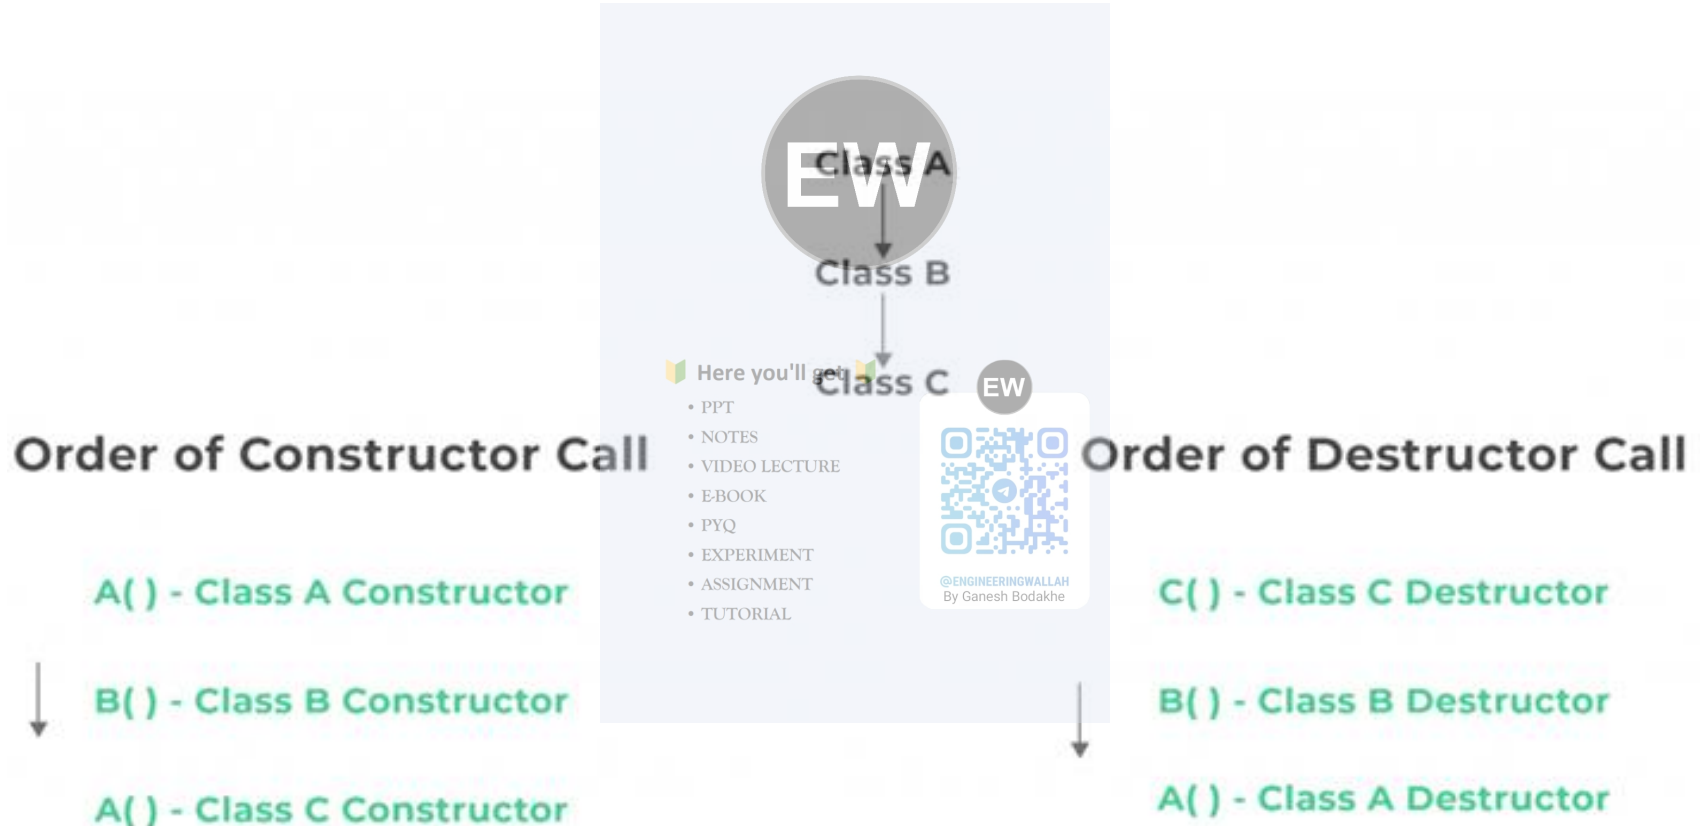 EW
Class A
Class B
Class C
Here you'll get
EW
• PPT
• NOTES
• VIDEO LECTURE
• E-BOOK
• PYQ
• EXPERIMENT
• ASSIGNMENT
• TUTORIAL
@ENGINEERINGWALLAH
By Ganesh Bodakhe
Order of Constructor Call
A( ) - Class A Constructor
B( ) - Class B Constructor
A( ) - Class C Constructor
Order of Destructor Call
C( ) - Class C Destructor
B( ) - Class B Destructor
A( ) - Class A Destructor